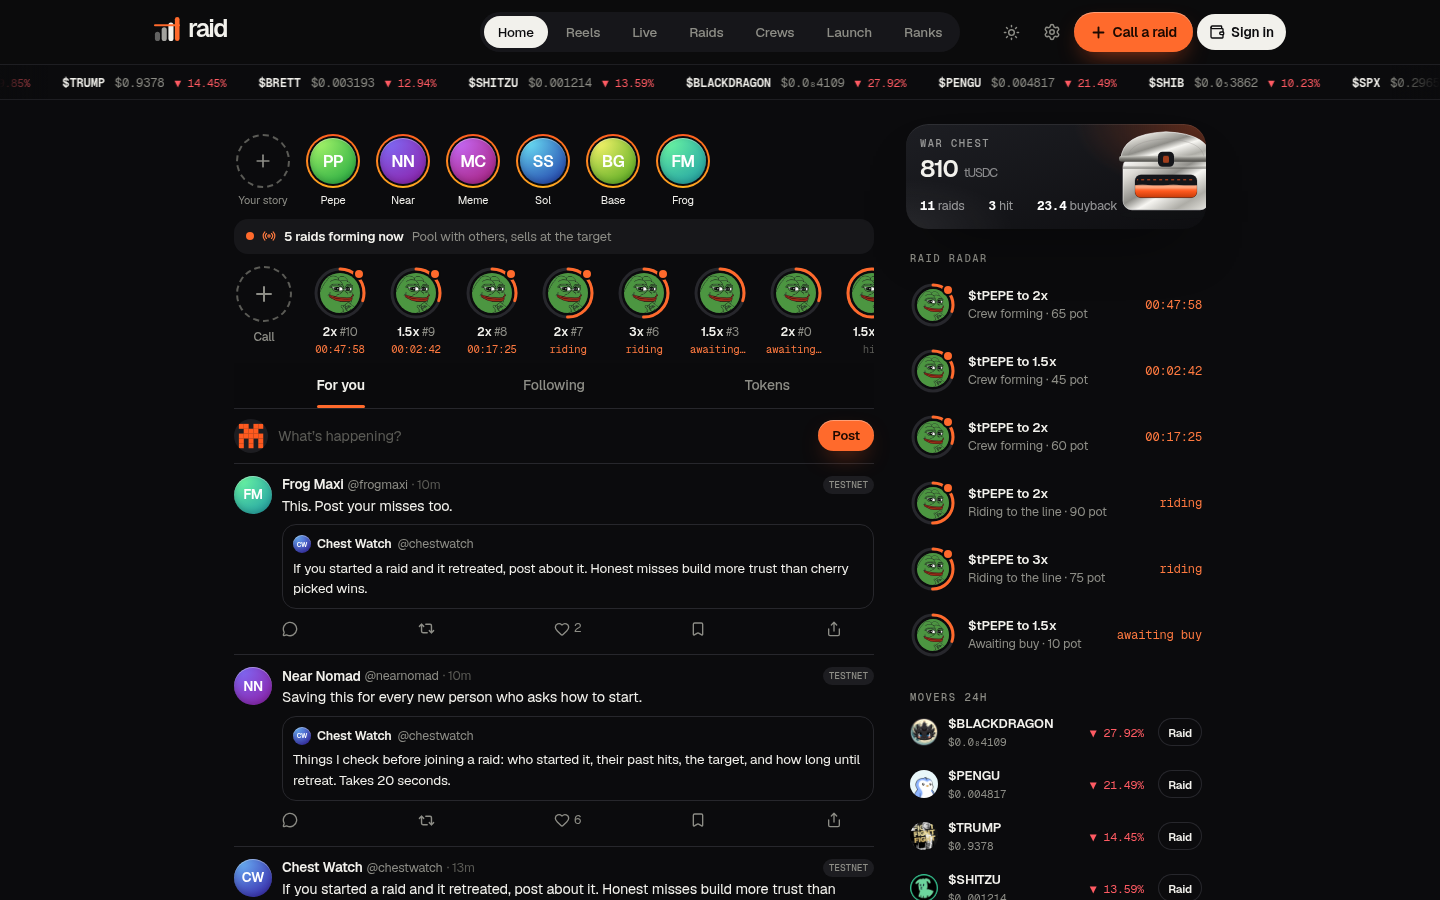 raid
Home
Reels
Live
Raids
Crews
Launch
Ranks
Call a raid
Sign in
$TRUMP $0.9378 ▼ 14.45%
$BRETT $0.003193 ▼ 12.94%
$SHITZU $0.001214 ▼ 13.59%
$BLACKDRAGON $0.0₈4109 ▼ 27.92%
$PENGU $0.004817 ▼ 21.49%
$SHIB $0.0₅3862 ▼ 10.23%
$SPX
PP
NN
MC
SS
BG
FM
Your story
Pepe
Near
Meme
Sol
Base
Frog
5 raids forming now Pool with others, sells at the target
Call
2x #10
00:47:58
1.5x #9
00:02:42
2x #8
00:17:25
2x #7
riding
3x #6
riding
1.5x #3
awaiting...
2x #0
awaiting...
1.5x
hi
For you
Following
Tokens
What's happening?
Post
FM
Frog Maxi @frogmaxi · 10m
TESTNET
This. Post your misses too.
CW Chest Watch @chestwatch
If you started a raid and it retreated, post about it. Honest misses build more trust than cherry
picked wins.
2
NN
Near Nomad @nearnomad · 10m
TESTNET
Saving this for every new person who asks how to start.
CW Chest Watch @chestwatch
Things I check before joining a raid: who started it, their past hits, the target, and how long until
retreat. Takes 20 seconds.
6
CW
Chest Watch @chestwatch · 13m
TESTNET
If you started a raid and it retreated, post about it. Honest misses build more trust than
WAR CHEST
810 tUSDC
11 raids 3 hit 23.4 buyback
RAID RADAR
$tPEPE to 2x
Crew forming · 65 pot
00:47:58
$tPEPE to 1.5x
Crew forming · 45 pot
00:02:42
$tPEPE to 2x
Crew forming · 60 pot
00:17:25
$tPEPE to 2x
Riding to the line · 90 pot
riding
$tPEPE to 3x
Riding to the line · 75 pot
riding
$tPEPE to 1.5x
Awaiting buy · 10 pot
awaiting buy
MOVERS 24H
$BLACKDRAGON
$0.0₈4109
▼ 27.92%
Raid
$PENGU
$0.004817
▼ 21.49%
Raid
$TRUMP
$0.9378
▼ 14.45%
Raid
$SHITZU
$0.001214
▼ 13.59%
Raid